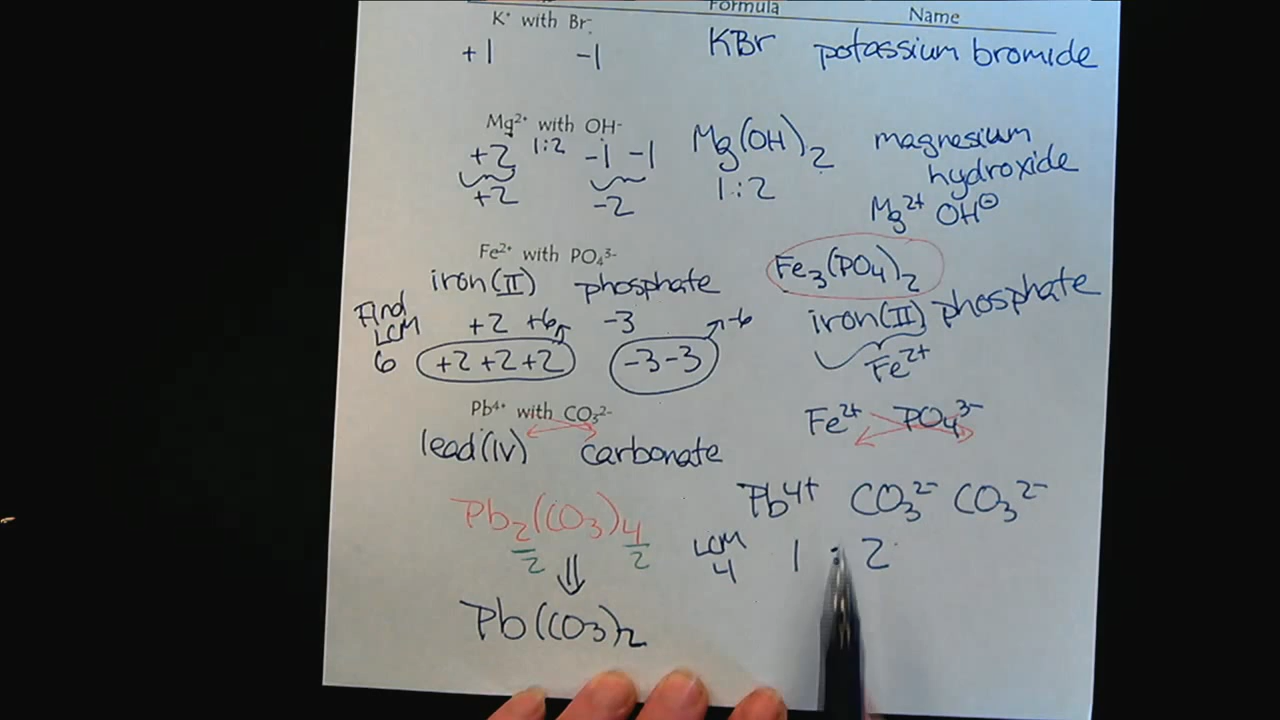 Formula Name
K⁺ with Br⁻
+1 -1 KBr potassium bromide
Mg²⁺ with OH⁻
+2 1:2 -1 -1 Mg(OH)₂ magnesium
hydroxide
+2 -2 1:2
Mg²⁺ OH⊖
Fe²⁺ with PO₄³⁻
iron(II) phosphate Fe₃(PO₄)₂
Find
LCM
6
+2 +6 -3 -6
+2 +2 +2 -3 -3
iron(II) phosphate
Fe²⁺
Pb⁴⁺ with CO₃²⁻
lead(IV) carbonate
Fe²⁺ PO₄³⁻
Pb₂(CO₃)₄
2 2
Pb(CO₃)₂
Pb⁴⁺ CO₃²⁻ CO₃²⁻
LCM
4
1 : 2